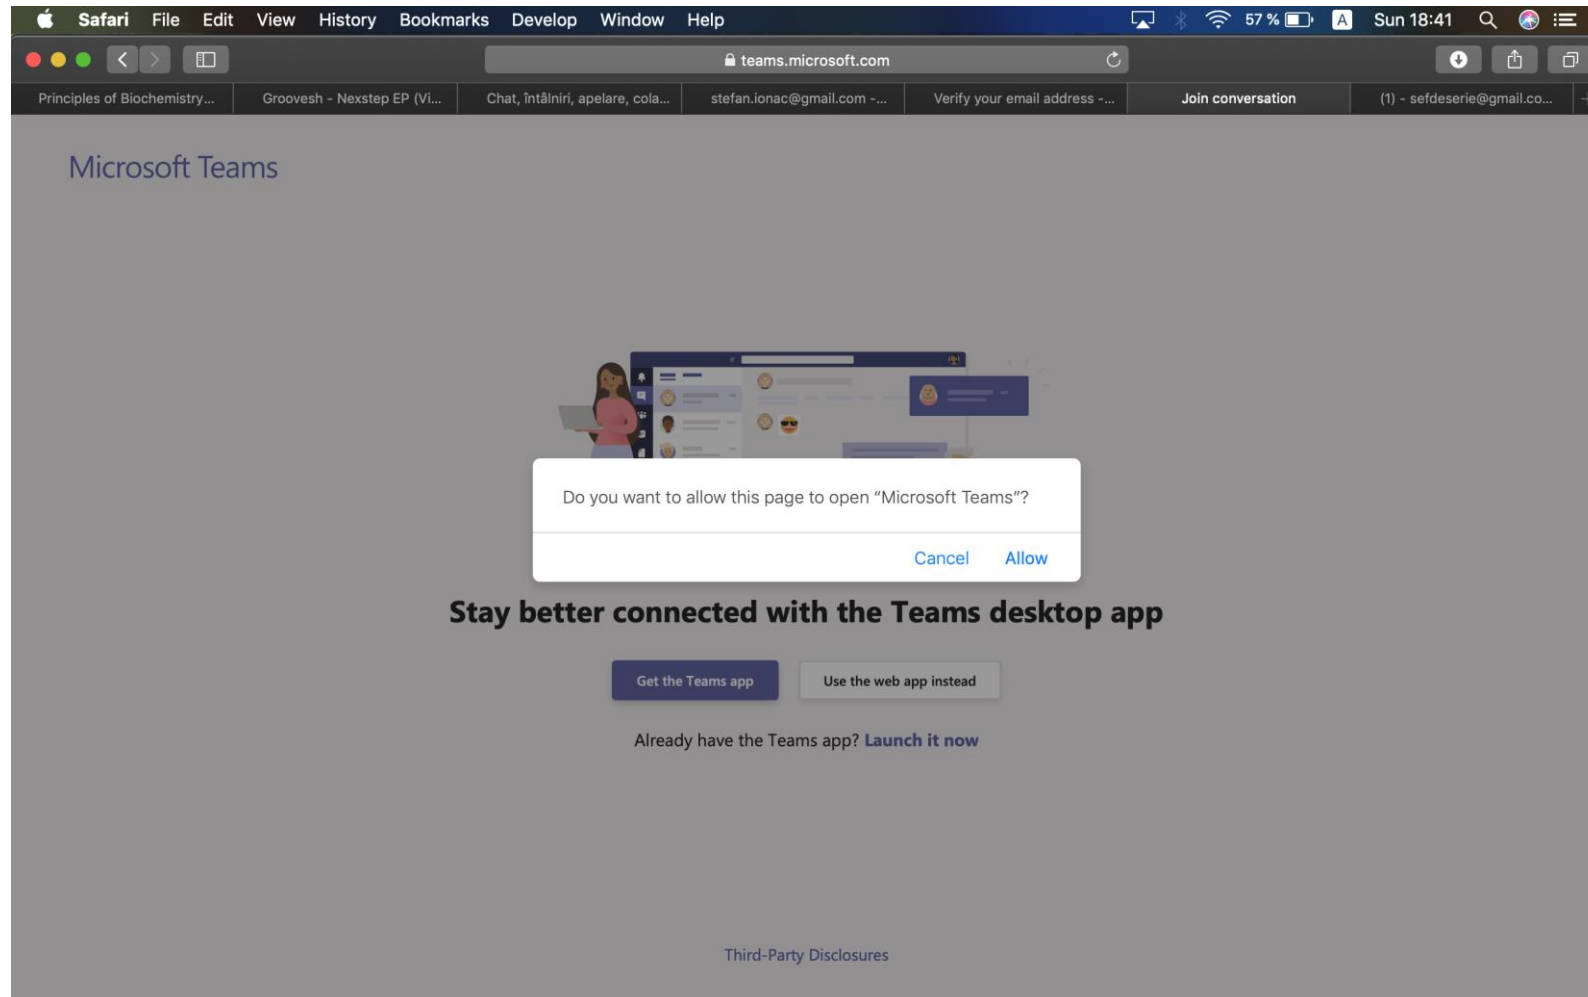 Safari File Edit View History Bookmarks Develop Window Help 57 % A Sun 18:41
teams.microsoft.com
Principles of Biochemistry... Groovesh - Nexstep EP (Vi... Chat, întâlniri, apelare, cola... stefan.ionac@gmail.com -... Verify your email address -... Join conversation (1) - sefdeserie@gmail.co...
Microsoft Teams
Do you want to allow this page to open “Microsoft Teams”?
Cancel Allow
Stay better connected with the Teams desktop app
Get the Teams app Use the web app instead
Already have the Teams app? Launch it now
Third-Party Disclosures